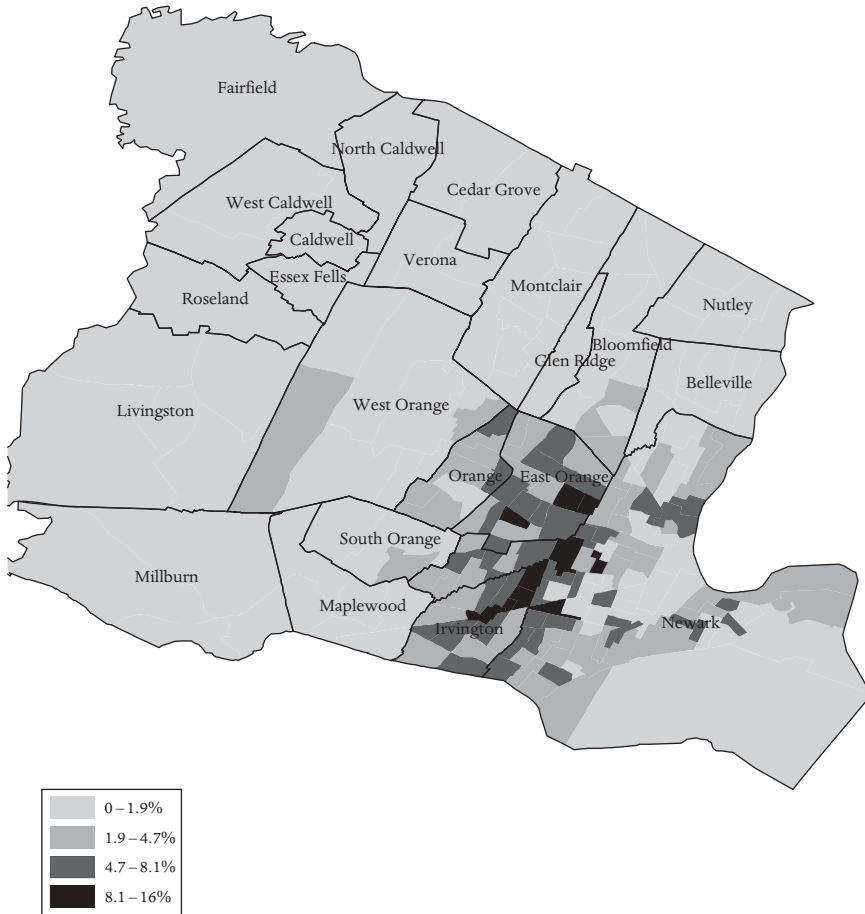 Fairfield
North Caldwell
Cedar Grove
West Caldwell
Caldwell
Verona
Essex Fells
Roseland
Montclair
Nutley
Bloomfield
Glen Ridge
Belleville
Livingston
West Orange
Orange
East Orange
South Orange
Millburn
Maplewood
Irvington
Newark
0–1.9%
1.9–4.7%
4.7–8.1%
8.1–16%